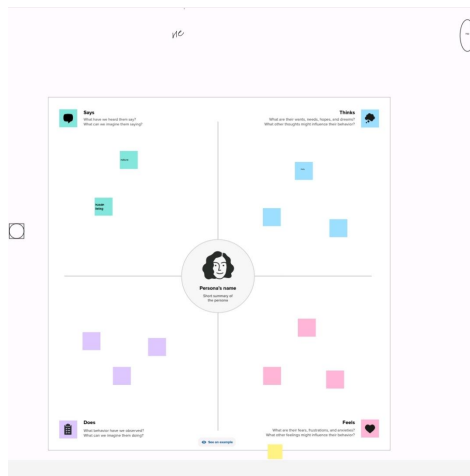 ne
Says
What have we heard them say?
What can we imagine them saying?
Thinks
What are their wants, needs, hopes, and dreams?
What other thoughts might influence their behavior?
Persona's name
Short summary of
the persona
Does
What behavior have we observed?
What can we imagine them doing?
See an example
Feels
What are their fears, frustrations, and anxieties?
What other feelings might influence their behavior?